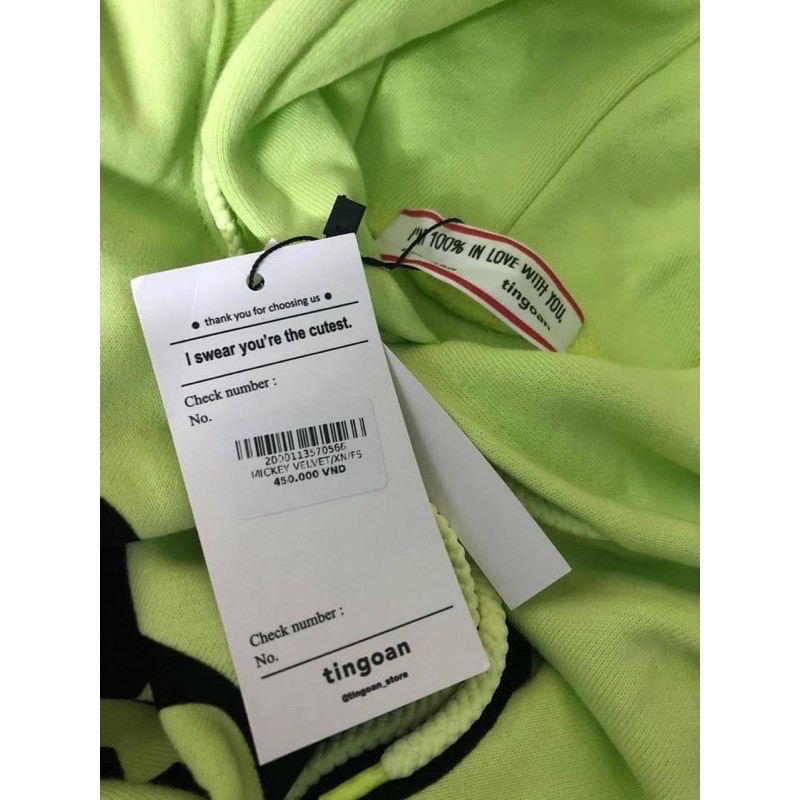 ● thank you for choosing us ●
I swear you're the cutest.
Check number :
No.
2000113570566
MICKEY VELVET/XN/FS
450.000 VND
Check number :
No.
tingoan
@tingoan_store
I'M 100% IN LOVE WITH YOU,
tingoan